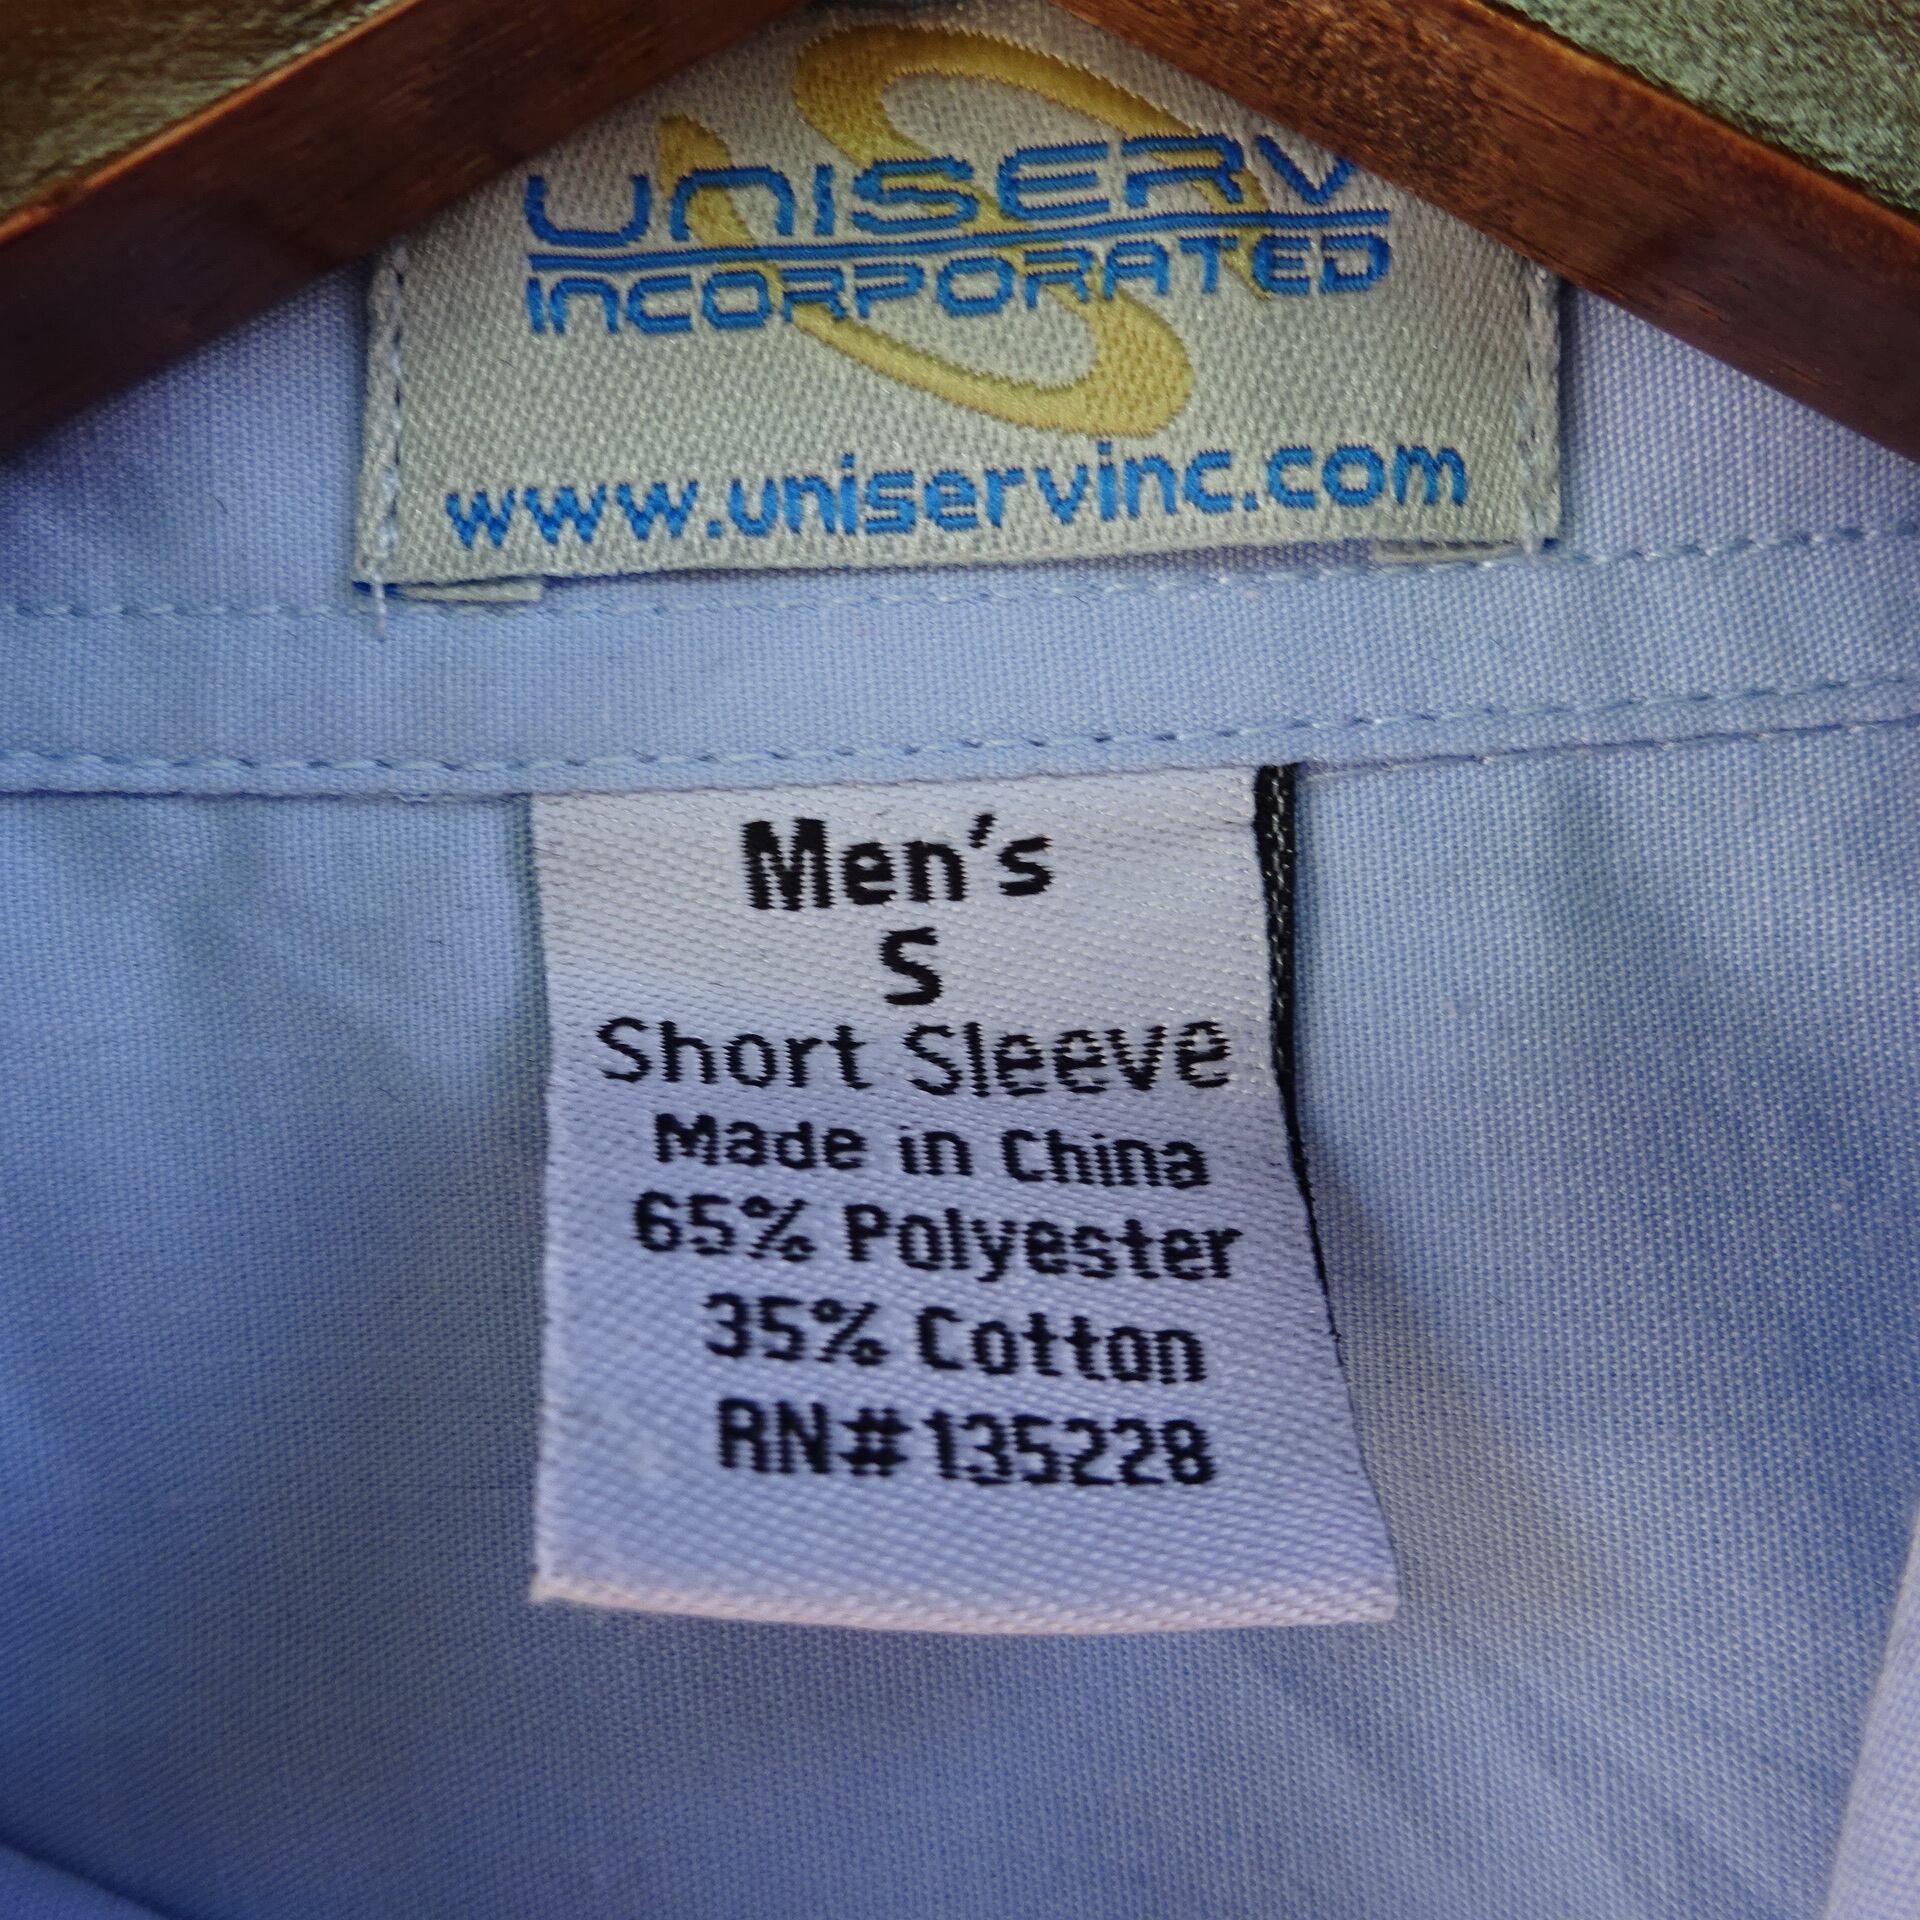 UNISERV
INCORPORATED
www.uniservinc.com
Men's
S
Short Sleeve
Made in China
65% Polyester
35% Cotton
RN#135228